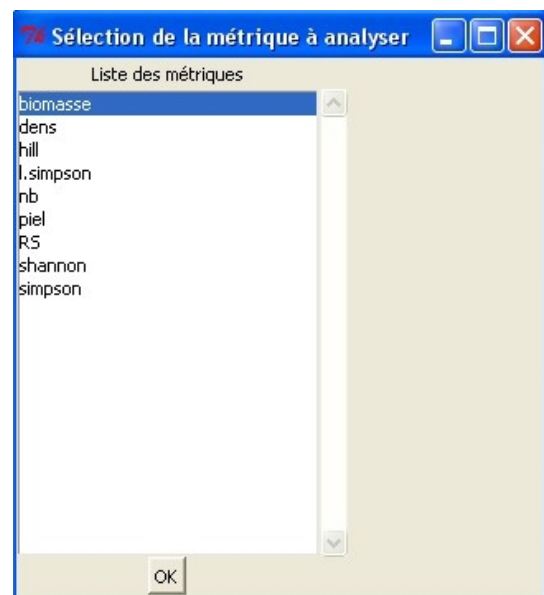 Sélection de la métrique à analyser
Liste des métriques
biomasse
dens
hill
l.simpson
nb
piel
RS
shannon
simpson
OK